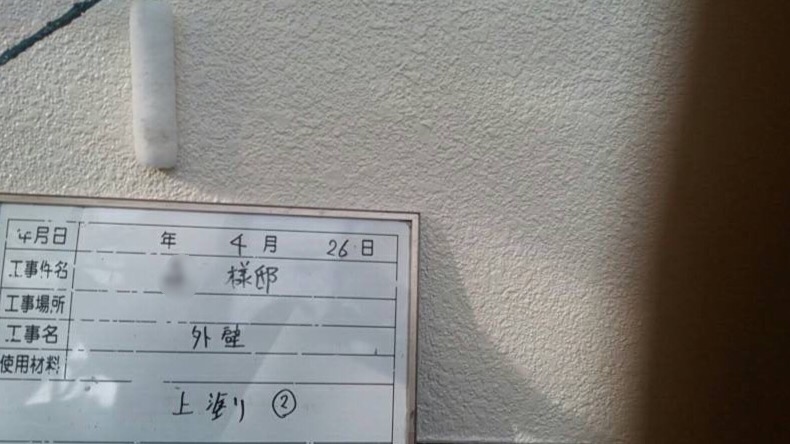 年月日 年 4月 26日
工事件名 様邸
工事場所
工事名 外壁
使用材料
上塗り ②